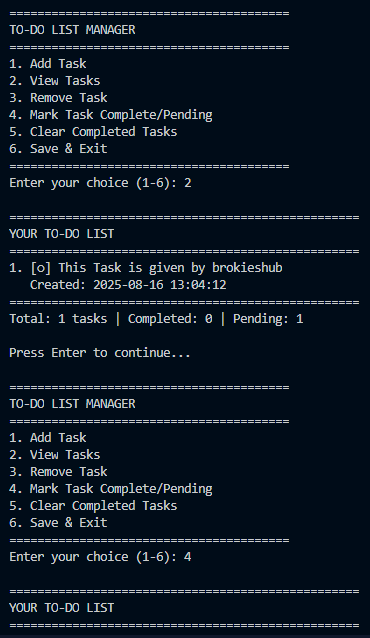 ========================================
TO-DO LIST MANAGER
========================================
1. Add Task
2. View Tasks
3. Remove Task
4. Mark Task Complete/Pending
5. Clear Completed Tasks
6. Save & Exit
========================================
Enter your choice (1-6): 2
==================================================
YOUR TO-DO LIST
==================================================
1. [o] This Task is given by brokieshub
   Created: 2025-08-16 13:04:12
==================================================
Total: 1 tasks | Completed: 0 | Pending: 1
Press Enter to continue...
========================================
TO-DO LIST MANAGER
========================================
1. Add Task
2. View Tasks
3. Remove Task
4. Mark Task Complete/Pending
5. Clear Completed Tasks
6. Save & Exit
========================================
Enter your choice (1-6): 4
==================================================
YOUR TO-DO LIST
==================================================